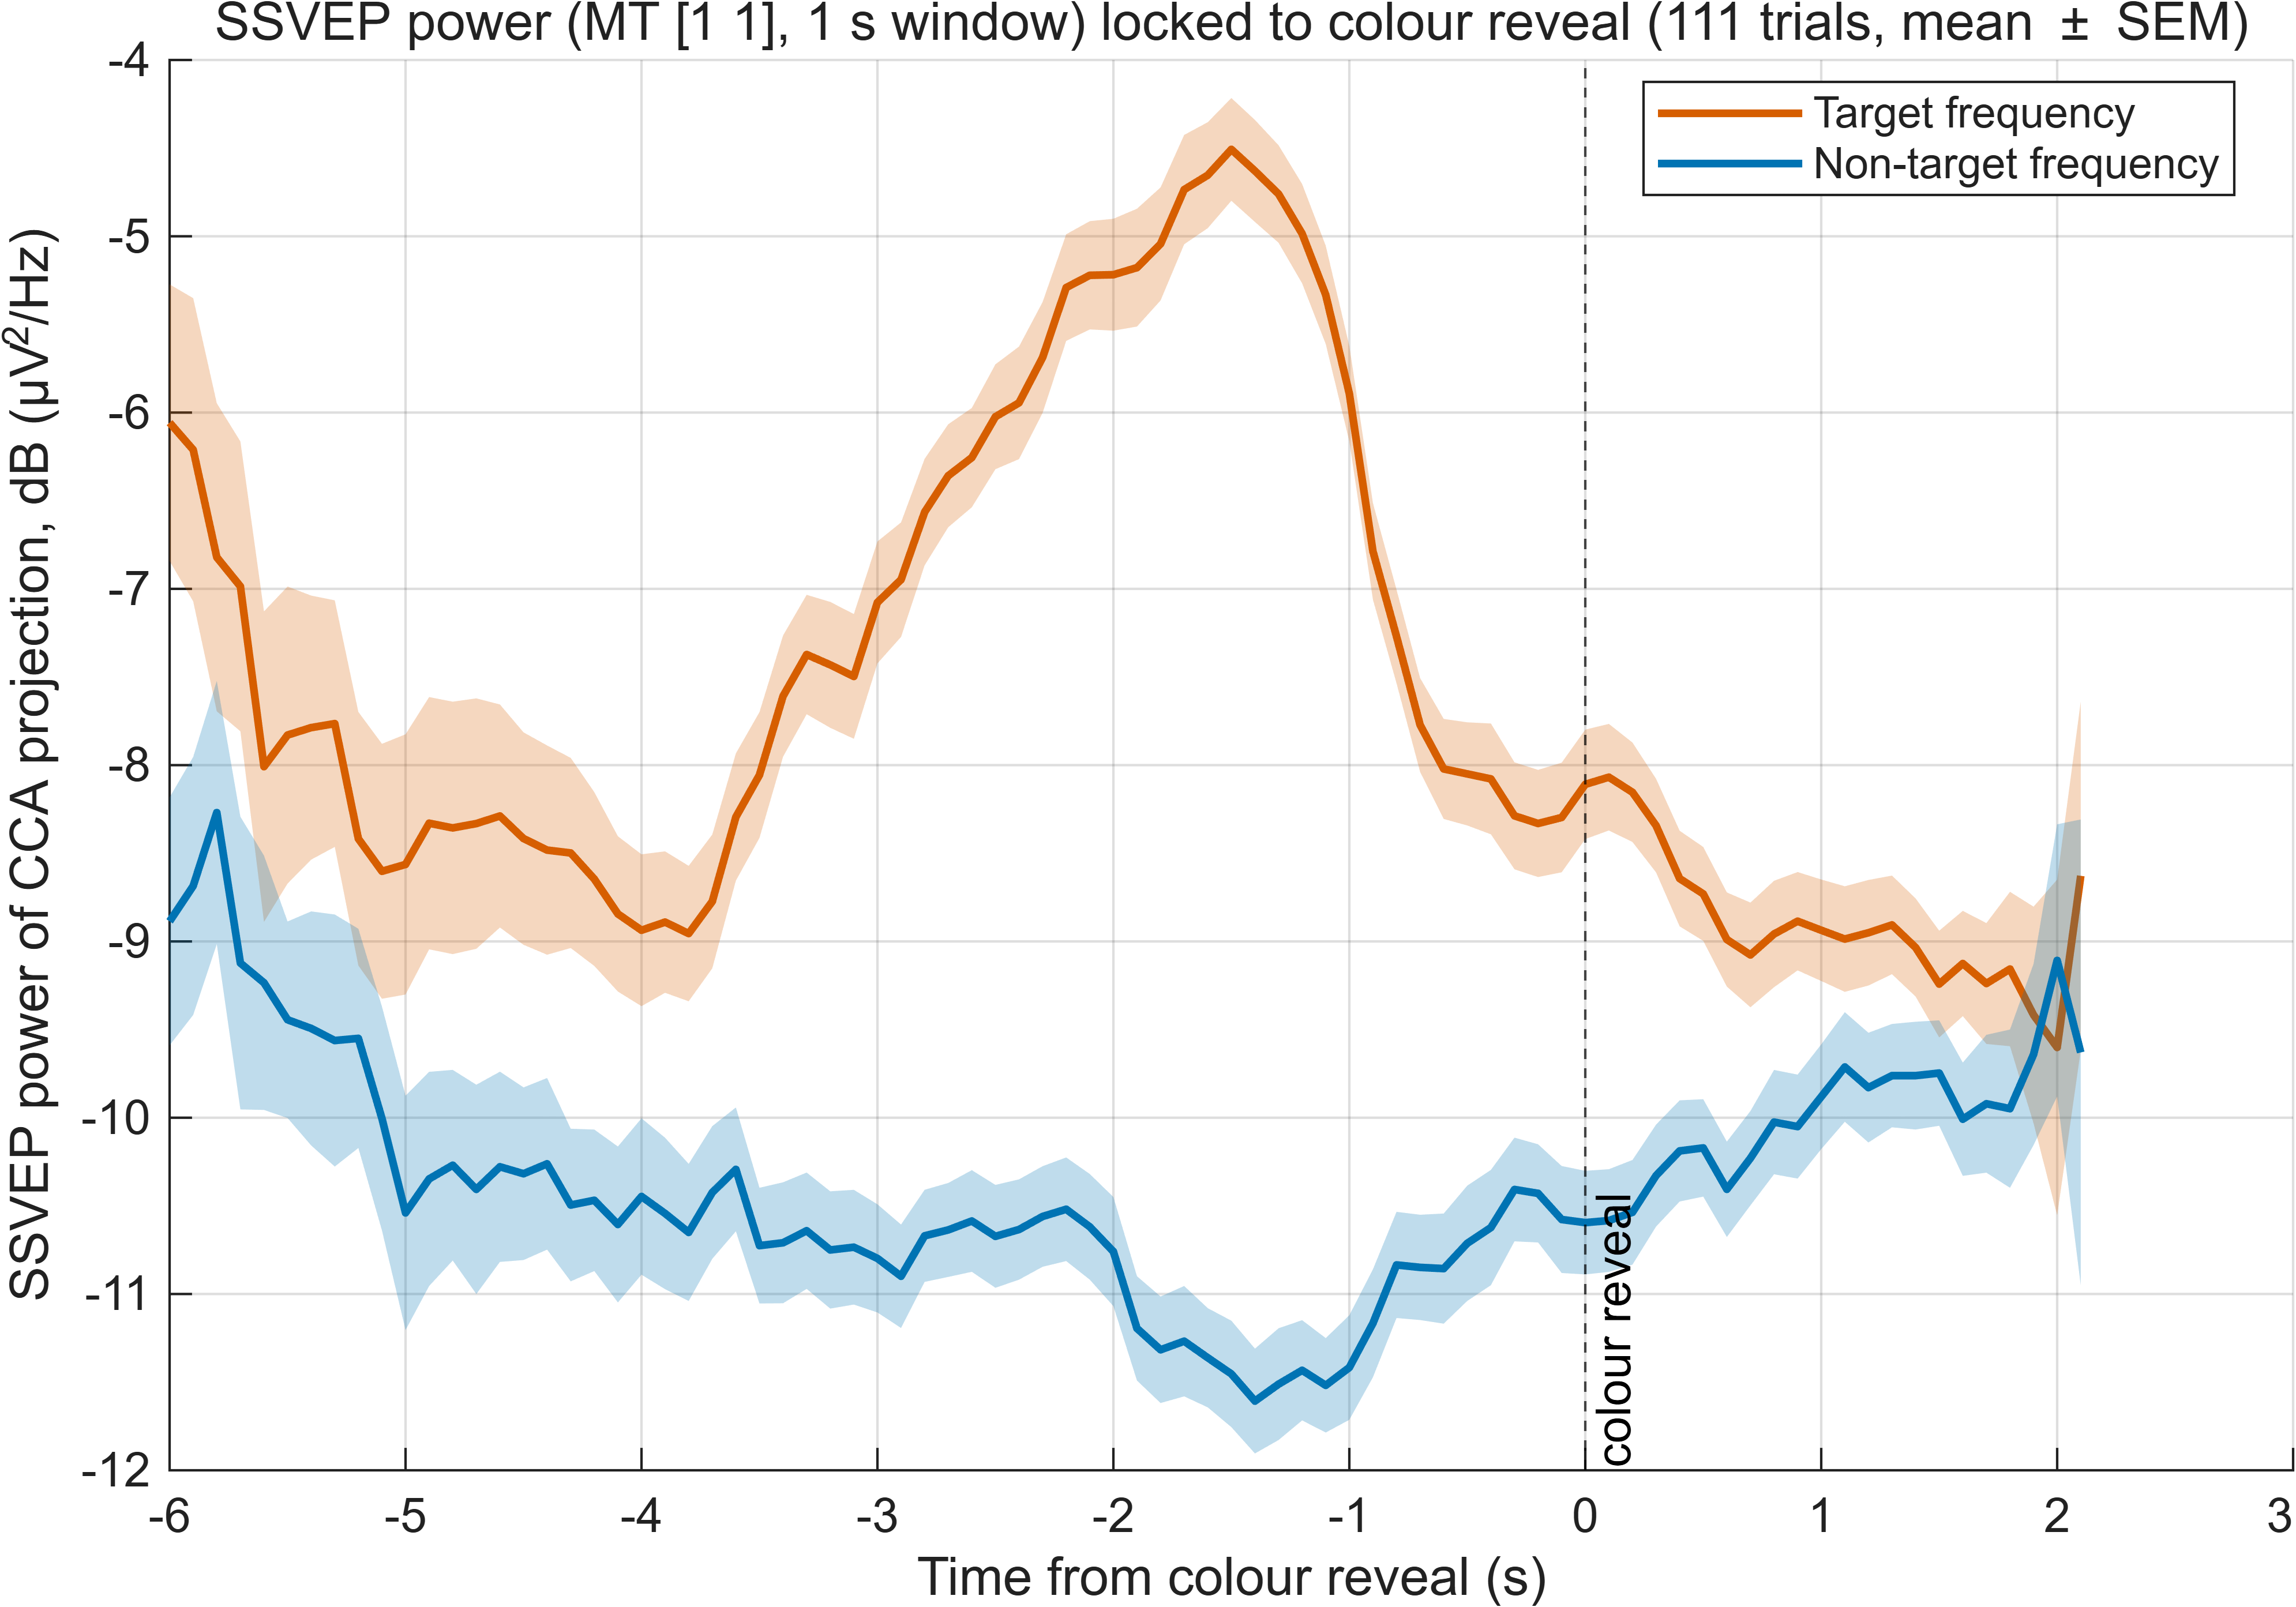 SSVEP power (MT [1 1], 1 s window) locked to colour reveal (111 trials, mean ± SEM)
Target frequency
Non-target frequency
SSVEP power of CCA projection, dB (µV²/Hz)
-4
-5
-6
-7
-8
-9
-10
-11
-12
colour reveal
-6 -5 -4 -3 -2 -1 0 1 2 3
Time from colour reveal (s)